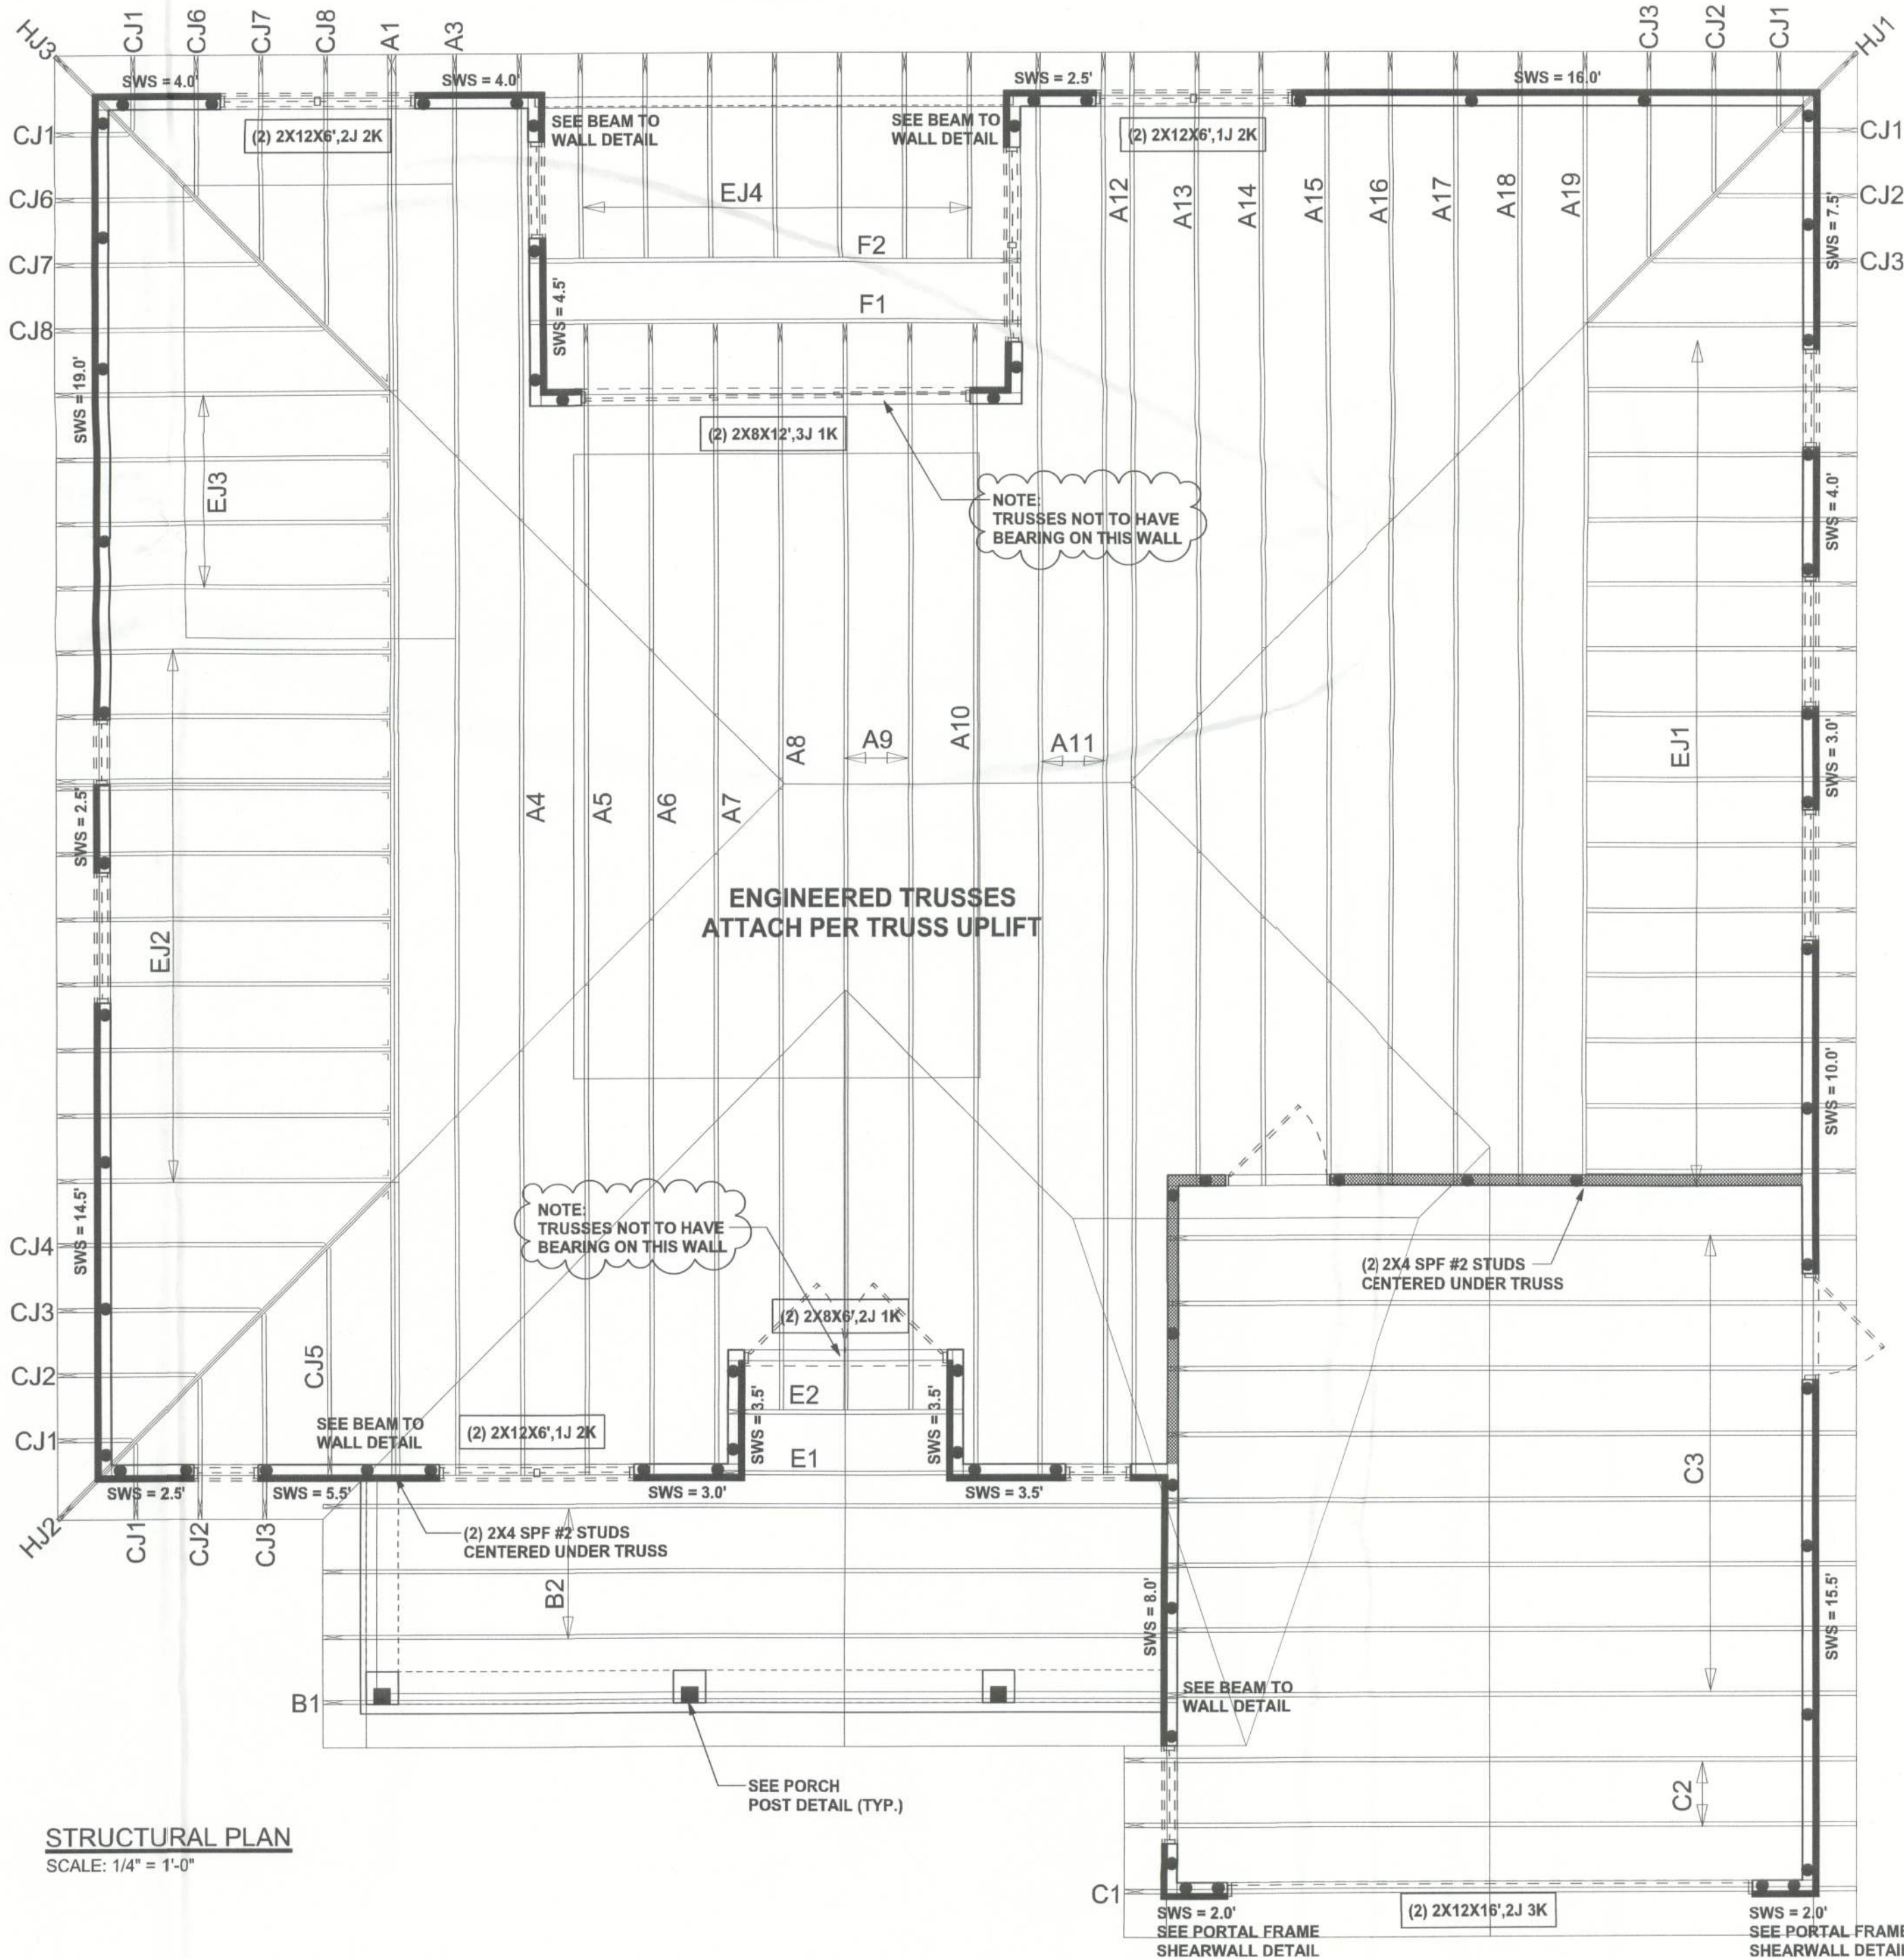 HJ3
CJ1
CJ6
CJ7
CJ8
A1
A3
CJ3
CJ2
CJ1
HJ1
SWS = 4.0'
SWS = 4.0'
SWS = 2.5'
SWS = 16.0'
CJ1
(2) 2X12X6',2J 2K
SEE BEAM TO
WALL DETAIL
SEE BEAM TO
WALL DETAIL
(2) 2X12X6',1J 2K
CJ1
CJ6
EJ4
A12
A13
A14
A15
A16
A17
A18
A19
CJ2
CJ7
F2
SWS = 7.5'
CJ3
CJ8
F1
SWS = 4.5'
SWS = 19.0'
(2) 2X8X12',3J 1K
EJ3
NOTE:
TRUSSES NOT TO HAVE
BEARING ON THIS WALL
SWS = 4.0'
A4
A5
A6
A7
A8
A9
A10
A11
EJ1
SWS = 3.0'
SWS = 2.5'
ENGINEERED TRUSSES
ATTACH PER TRUSS UPLIFT
EJ2
SWS = 10.0'
SWS = 14.5'
NOTE:
TRUSSES NOT TO HAVE
BEARING ON THIS WALL
CJ4
(2) 2X4 SPF #2 STUDS
CENTERED UNDER TRUSS
CJ3
(2) 2X8X6',2J 1K
CJ5
CJ2
E2
SWS = 3.5'
SWS = 3.5'
SEE BEAM TO
WALL DETAIL
(2) 2X12X6',1J 2K
CJ1
E1
C3
SWS = 2.5'
SWS = 5.5'
SWS = 3.0'
SWS = 3.5'
HJ2
CJ1
CJ2
CJ3
(2) 2X4 SPF #2 STUDS
CENTERED UNDER TRUSS
B2
SWS = 8.0'
SWS = 15.5'
B1
SEE BEAM TO
WALL DETAIL
SEE PORCH
POST DETAIL (TYP.)
C2
STRUCTURAL PLAN
SCALE: 1/4" = 1'-0"
C1
SWS = 2.0'
SEE PORTAL FRAME
SHEARWALL DETAIL
(2) 2X12X16',2J 3K
SWS = 2.0'
SEE PORTAL FRAME
SHEARWALL DETAIL